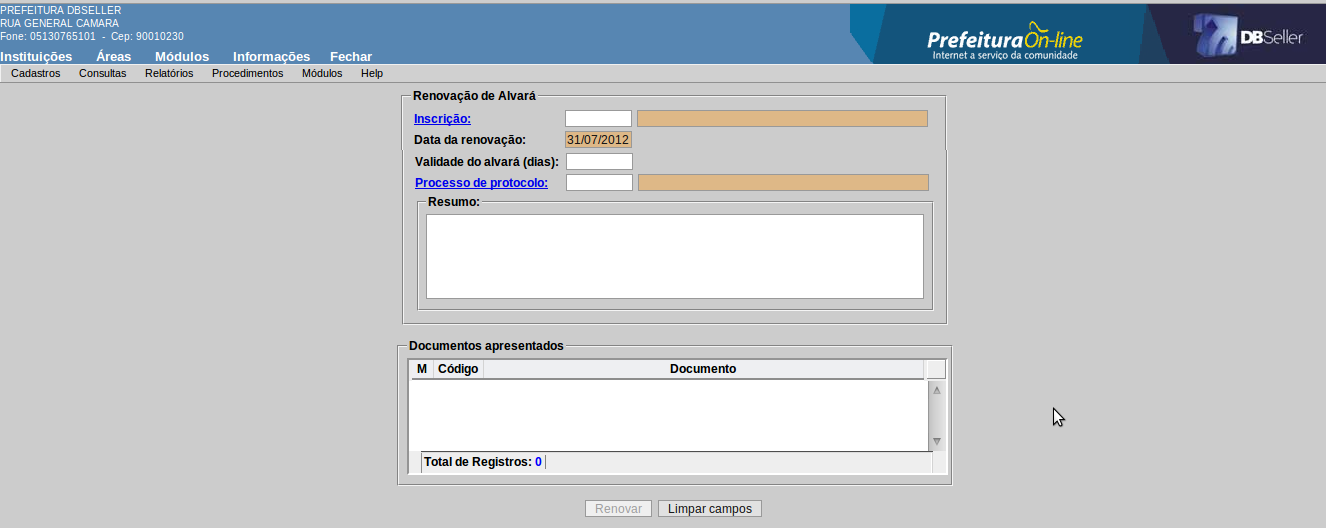 PREFEITURA DBSELLER
RUA GENERAL CAMARA
Fone: 05130765101 - Cep: 90010230
PrefeituraOn-line
Internet a serviço da comunidade
DBSeller
Instituições Áreas Módulos Informações Fechar
Cadastros Consultas Relatórios Procedimentos Módulos Help
Renovação de Alvará
Inscrição:
Data da renovação: 31/07/2012
Validade do alvará (dias):
Processo de protocolo:
Resumo:
Documentos apresentados
M Código Documento
Total de Registros: 0
Renovar Limpar campos